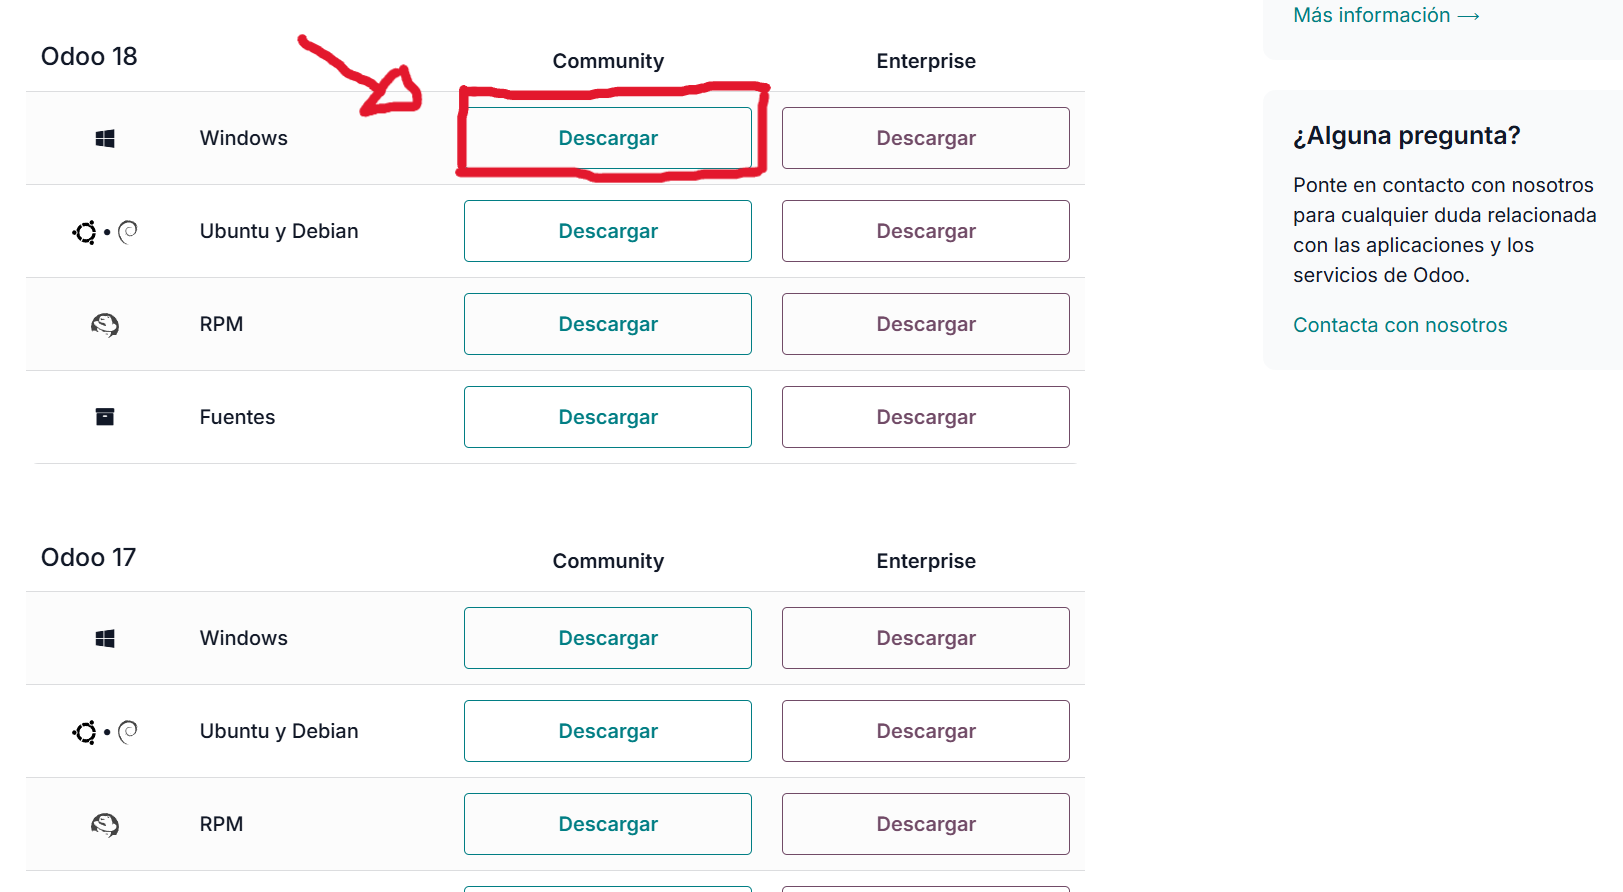 Más información →
Odoo 18
Community
Enterprise
Windows
Descargar
Descargar
Ubuntu y Debian
Descargar
Descargar
RPM
Descargar
Descargar
Fuentes
Descargar
Descargar
¿Alguna pregunta?
Ponte en contacto con nosotros
para cualquier duda relacionada
con las aplicaciones y los
servicios de Odoo.
Contacta con nosotros
Odoo 17
Community
Enterprise
Windows
Descargar
Descargar
Ubuntu y Debian
Descargar
Descargar
RPM
Descargar
Descargar